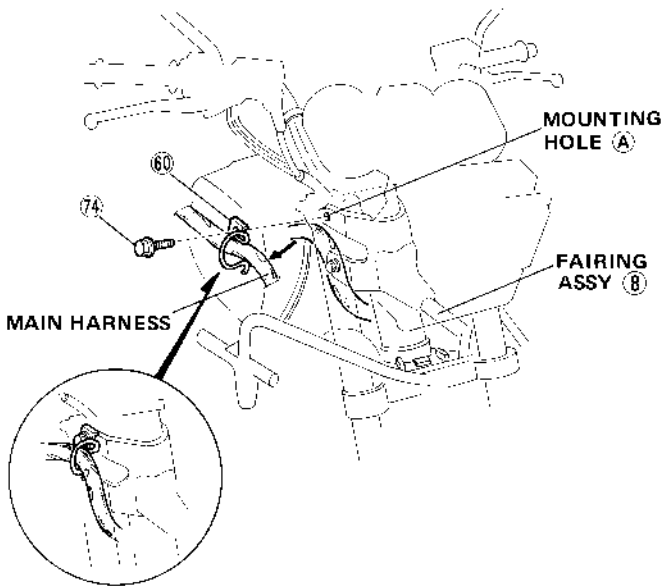 MOUNTING
HOLE Ⓐ
60
74
FAIRING
ASSY ⑧
MAIN HARNESS